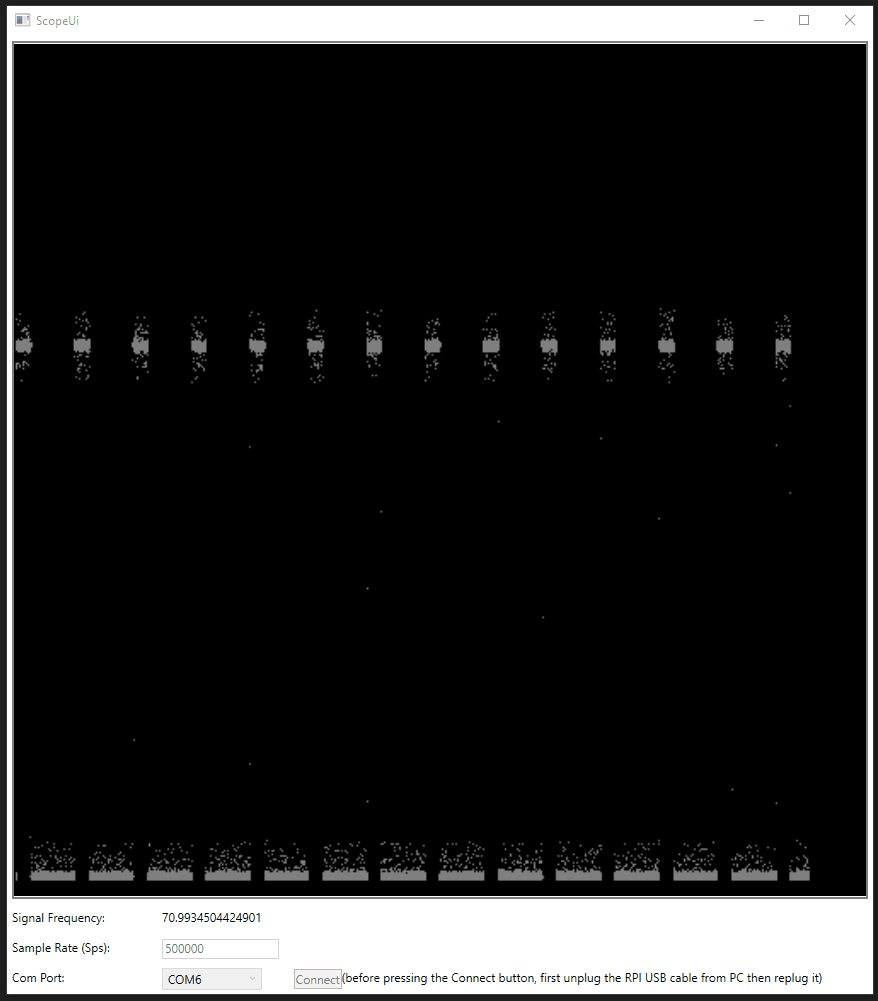 ScopeUi
Signal Frequency: 70.9934504424901
Sample Rate (Sps): 500000
Com Port: COM6 Connect (before pressing the Connect button, first unplug the RPI USB cable from PC then replug it)